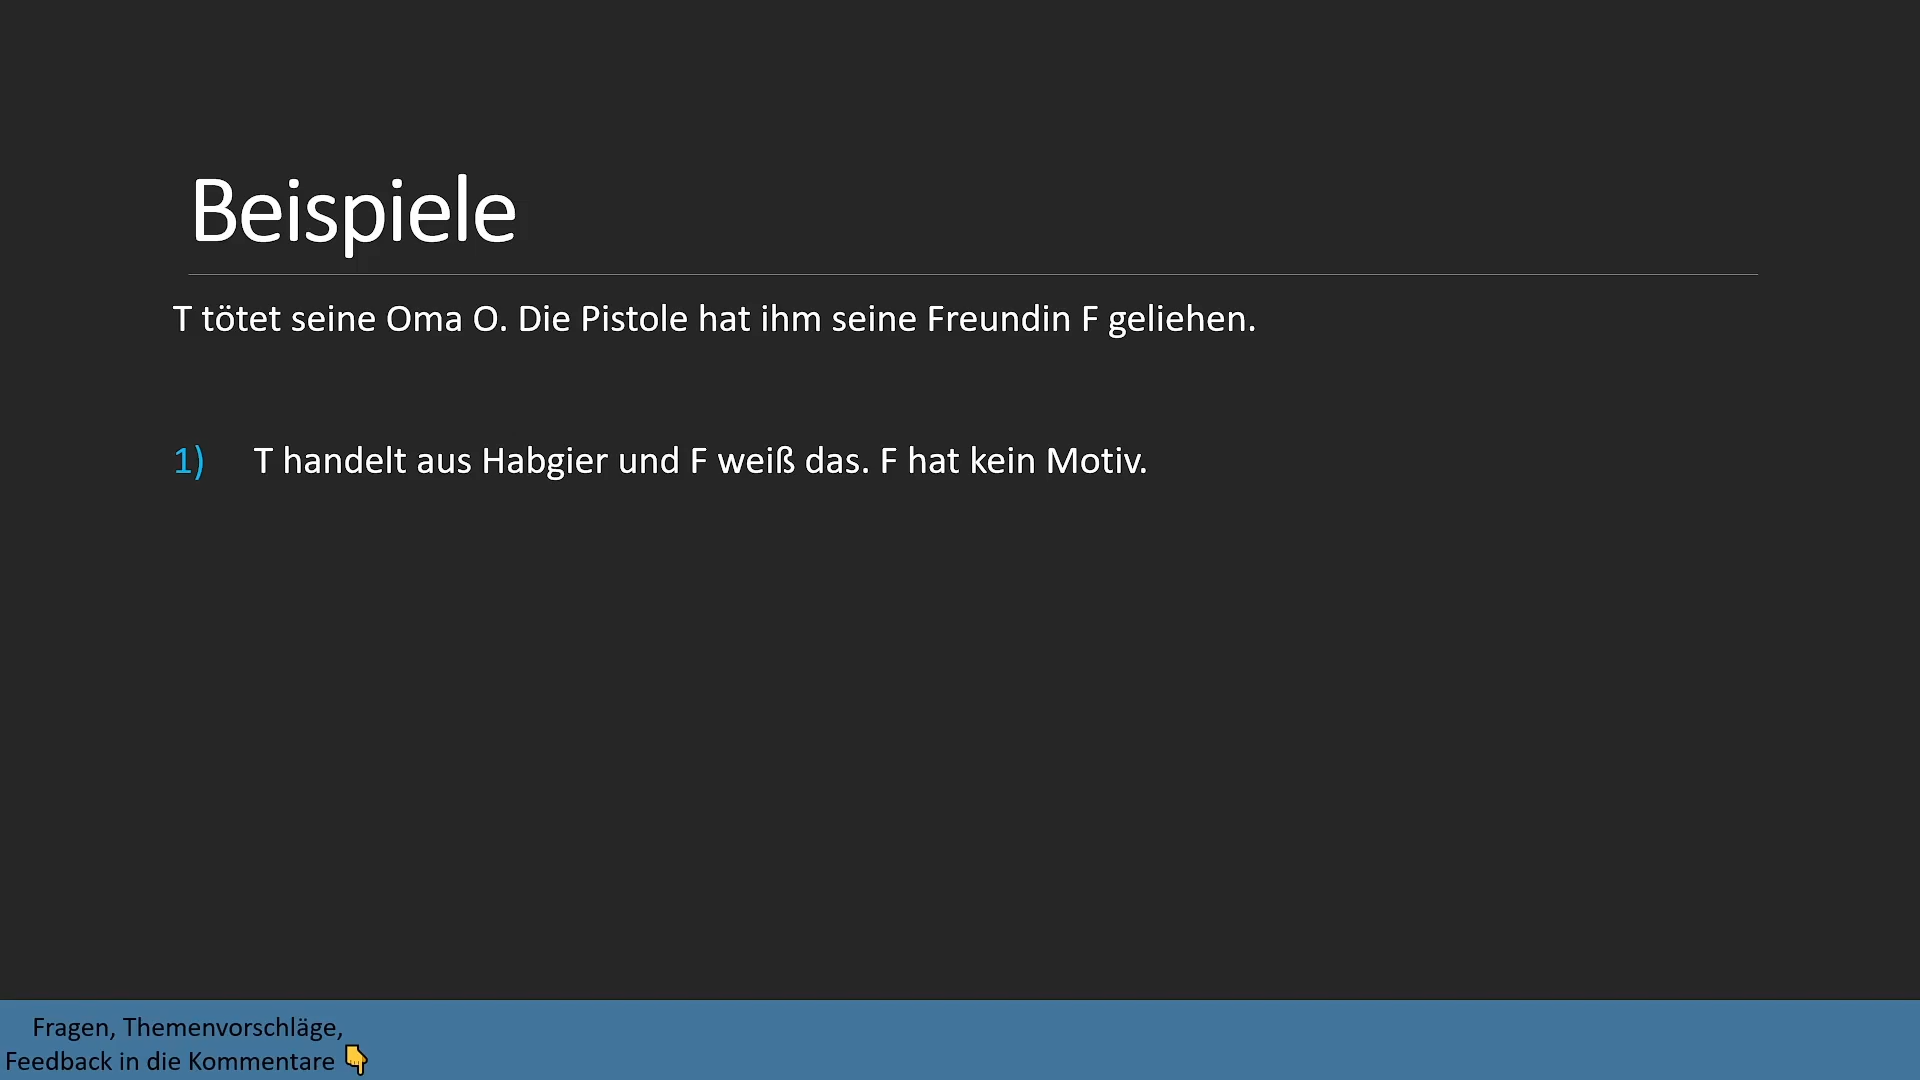 Beispiele
T tötet seine Oma O. Die Pistole hat ihm seine Freundin F geliehen.
1) T handelt aus Habgier und F weiß das. F hat kein Motiv.
Fragen, Themenvorschläge,
Feedback in die Kommentare 👇